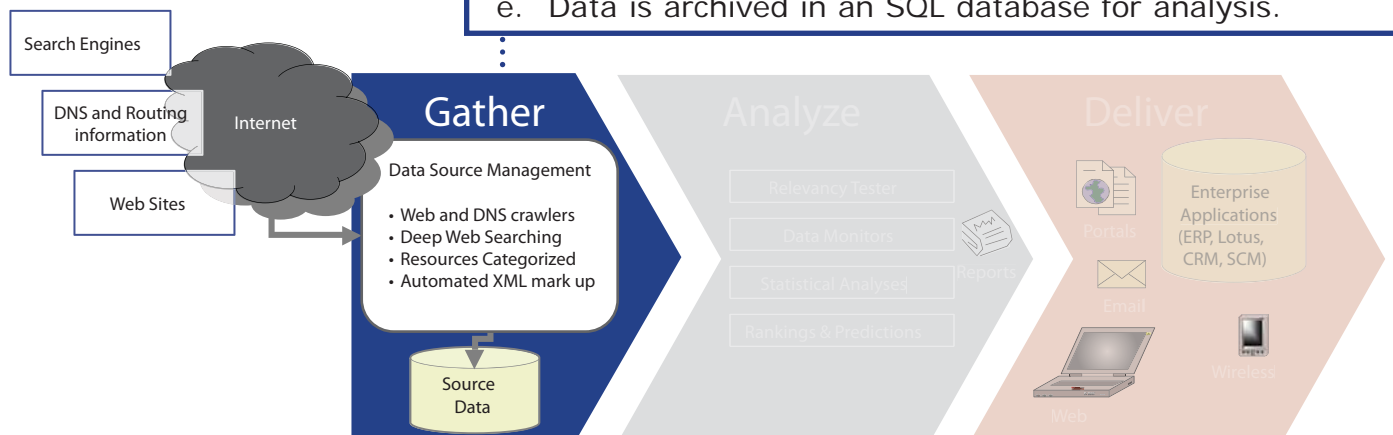 e. Data is archived in an SQL database for analysis.
Search Engines
DNS and Routing
information
Web Sites
Internet
Gather
Data Source Management
• Web and DNS crawlers
• Deep Web Searching
• Resources Categorized
• Automated XML mark up
Source
Data
Analyze
Relevancy Tester
Data Monitors
Statistical Analyses
Rankings & Predictions
Reports
Deliver
Portals
Enterprise
Applications
(ERP, Lotus,
CRM, SCM)
Email
Web
Wireless